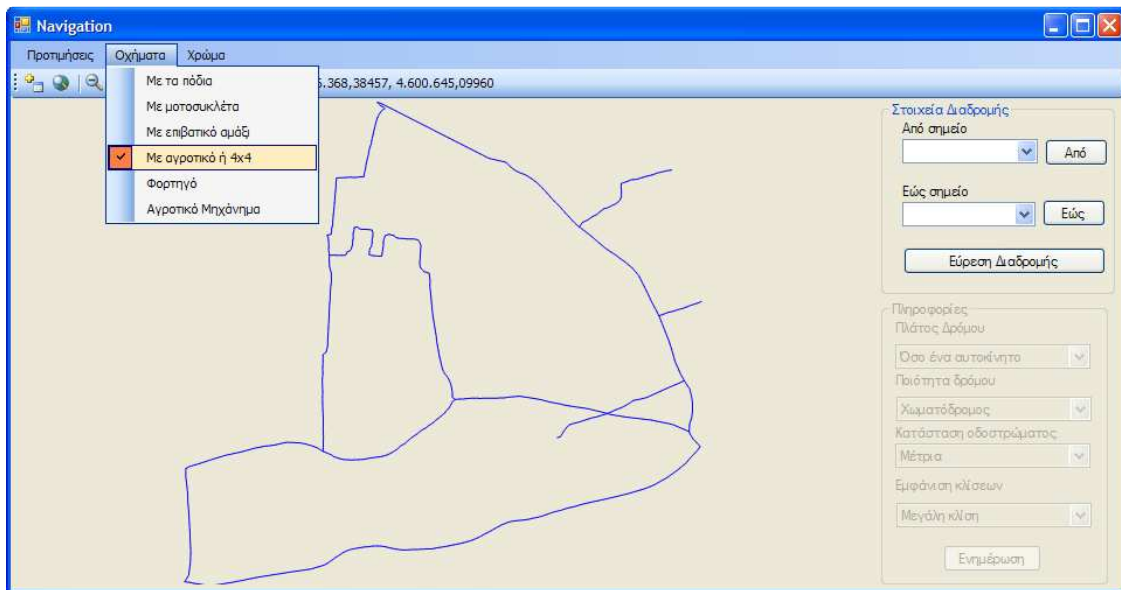 Navigation
Προτιμήσεις Οχήματα Χρώμα
.368,38457, 4.600.645,09960
Με τα πόδια
Με μοτοσυκλέτα
Με επιβατικό αμάξι
Με αγροτικό ή 4x4
Φορτηγό
Αγροτικό Μηχάνημα
Στοιχεία Διαδρομής
Από σημείο
Από
Εώς σημείο
Εώς
Εύρεση Διαδρομής
Πληροφορίες
Πλάτος Δρόμου
Όσο ένα αυτοκίνητο
Ποιότητα δρόμου
Χωματόδρομος
Κατάσταση οδοστρώματος
Μέτρια
Εμφάνιση κλίσεων
Μεγάλη κλίση
Ενημέρωση